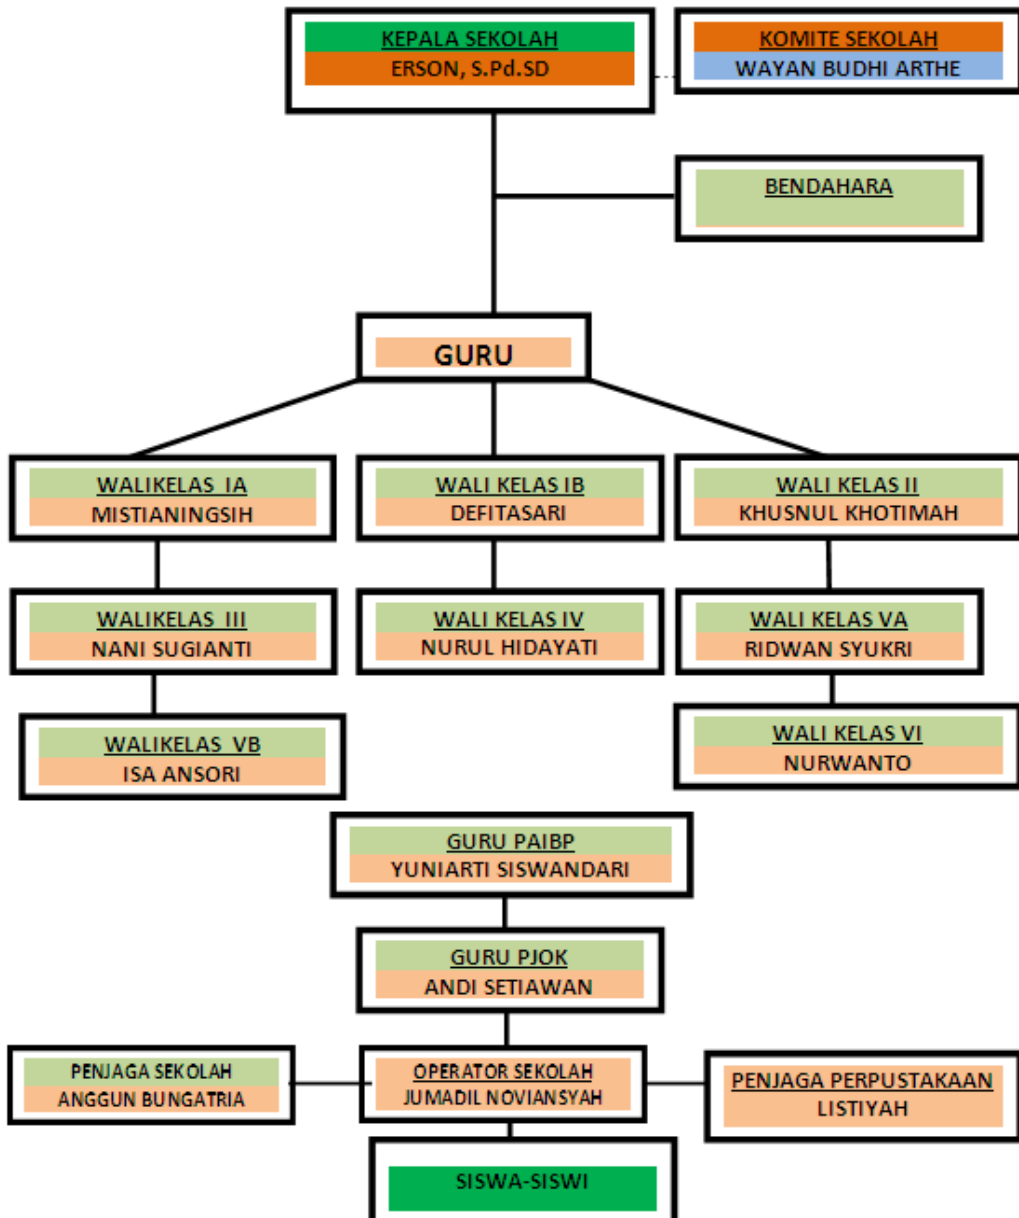 KEPALA SEKOLAH
ERSON, S.Pd.SD
KOMITE SEKOLAH
WAYAN BUDHI ARTHE
BENDAHARA
GURU
WALIKELAS IA
MISTIANINGSIH
WALI KELAS IB
DEFITASARI
WALI KELAS II
KHUSNUL KHOTIMAH
WALIKELAS III
NANI SUGIANTI
WALI KELAS IV
NURUL HIDAYATI
WALI KELAS VA
RIDWAN SYUKRI
WALIKELAS VB
ISA ANSORI
WALI KELAS VI
NURWANTO
GURU PAIBP
YUNIARTI SISWANDARI
GURU PJOK
ANDI SETIAWAN
PENJAGA SEKOLAH
ANGGUN BUNGATRIA
OPERATOR SEKOLAH
JUMADIL NOVIANSYAH
PENJAGA PERPUSTAKAAN
LISTIYAH
SISWA-SISWI